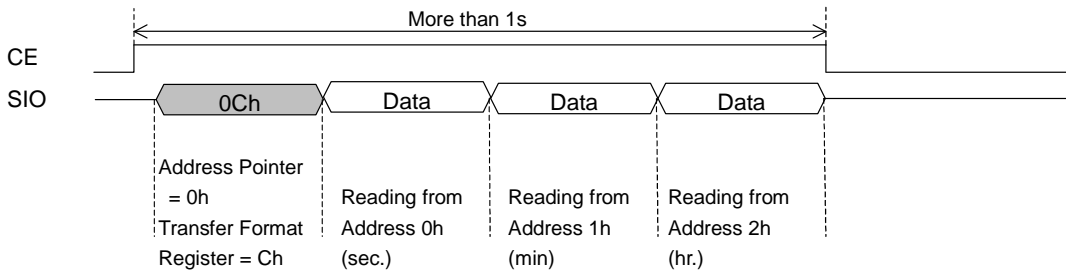 More than 1s
CE
SIO
0Ch
Data
Data
Data
Address Pointer
= 0h
Transfer Format
Register = Ch
Reading from
Address 0h
(sec.)
Reading from
Address 1h
(min)
Reading from
Address 2h
(hr.)